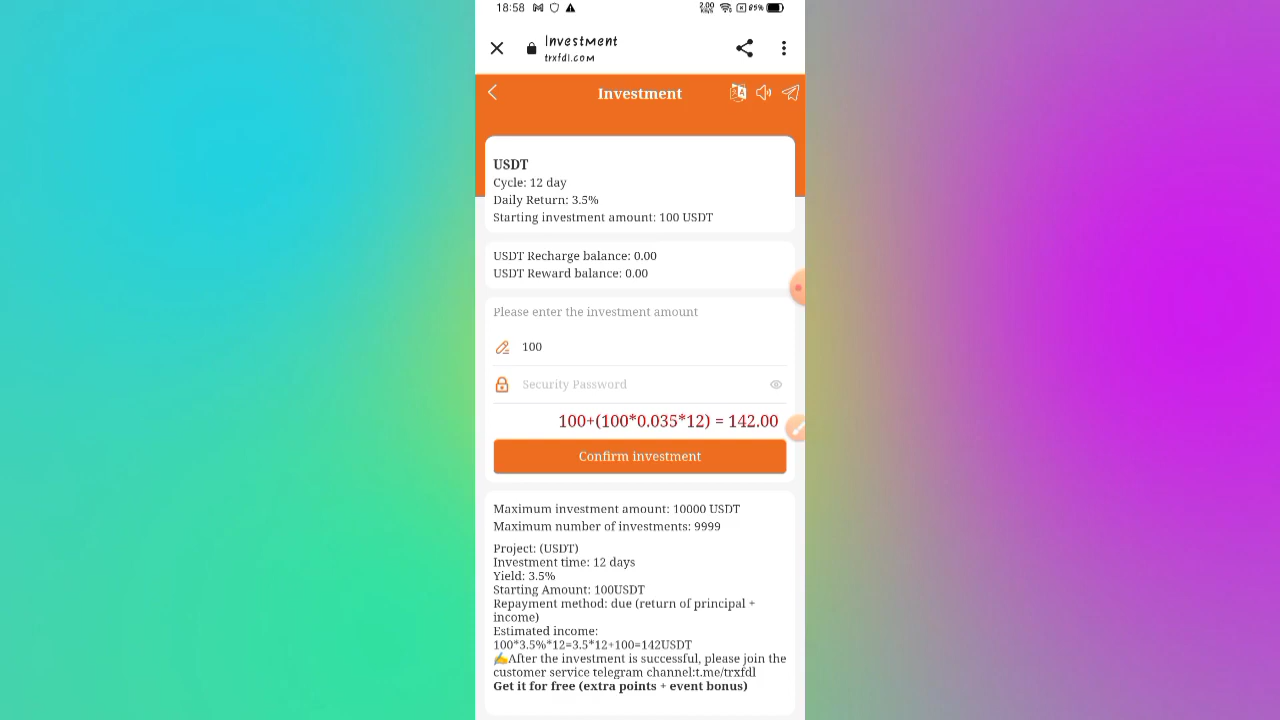 18:58 2.00 KB/S 85%
Investment
trxfdl.com
Investment
USDT
Cycle: 12 day
Daily Return: 3.5%
Starting investment amount: 100 USDT
USDT Recharge balance: 0.00
USDT Reward balance: 0.00
Please enter the investment amount
100
Security Password
100+(100*0.035*12) = 142.00
Confirm investment
Maximum investment amount: 10000 USDT
Maximum number of investments: 9999
Project: (USDT)
Investment time: 12 days
Yield: 3.5%
Starting Amount: 100USDT
Repayment method: due (return of principal +
income)
Estimated income:
100*3.5%*12=3.5*12+100=142USDT
✍After the investment is successful, please join the
customer service telegram channel:t.me/trxfdl
Get it for free (extra points + event bonus)